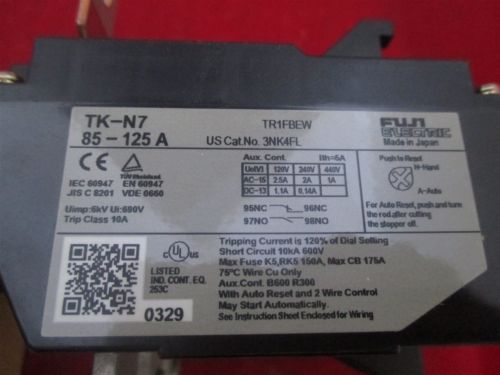 TK-N7
85-125 A
TR1FBEW
US Cat.No. 3NK4FL
FUJI
ELECTRIC
Made in Japan
CE
TÜV Rheinland
IEC 60947 EN 60947
JIS C 8201 VDE 0660
Uimp:6kV Ui:690V
Trip Class 10A
Aux. Cont. Ith=5A
Ue[V] 120V 240V 440V
AC-15 2.5A 2A 1A
DC-13 1.1A 0.14A
95NC 96NC
97NO 98NO
Push to Reset
H-Hand
A-Auto
For Auto Reset, push and turn
the rod after cutting
the stopper off.
c UL us
LISTED
IND. CONT. EQ.
253C
0329
Tripping Current is 120% of Dial Setting
Short Circuit 10kA 600V
Max Fuse K5,RK5 150A, Max CB 175A
75°C Wire Cu Only
Aux.Cont. B600 R300
With Auto Reset and 2 Wire Control
May Start Automatically.
See Instruction Sheet Enclosed for Wiring